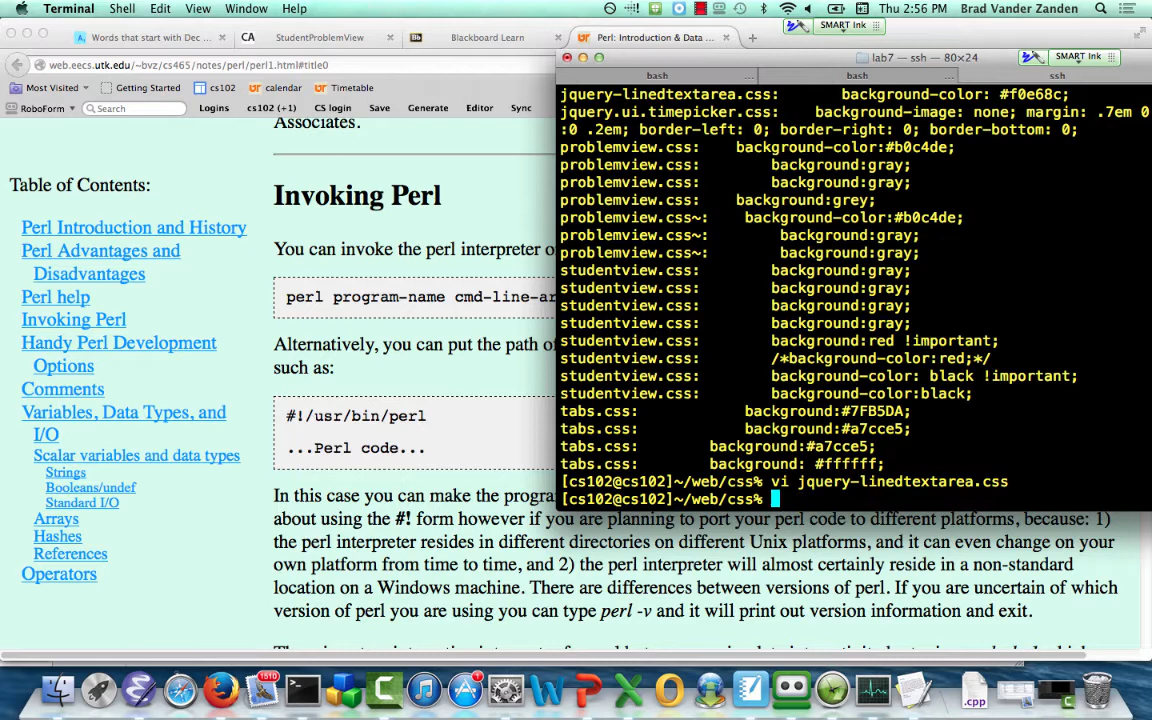 Terminal Shell Edit View Window Help
Thu 2:56 PM Brad Vander Zanden
SMART Ink
Words that start with Dec ...
CA StudentProblemView
Bb Blackboard Learn
Perl: Introduction & Data ...
web.eecs.utk.edu/~bvz/cs465/notes/perl/perl1.html#title0
Most Visited Getting Started cs102 calendar Timetable
RoboForm Search Logins cs102 (+1) CS login Save Generate Editor Sync
Associates.
Table of Contents:
Perl Introduction and History
Perl Advantages and
Disadvantages
Perl help
Invoking Perl
Handy Perl Development
Options
Comments
Variables, Data Types, and
I/O
Scalar variables and data types
Strings
Booleans/undef
Standard I/O
Arrays
Hashes
References
Operators
Invoking Perl
You can invoke the perl interpreter o
perl program-name cmd-line-ar
Alternatively, you can put the path of
such as:
#!/usr/bin/perl
...Perl code...
In this case you can make the progra
about using the #! form however if you are planning to port your perl code to different platforms, because: 1)
the perl interpreter resides in different directories on different Unix platforms, and it can even change on your
own platform from time to time, and 2) the perl interpreter will almost certainly reside in a non-standard
location on a Windows machine. There are differences between versions of perl. If you are uncertain of which
version of perl you are using you can type perl -v and it will print out version information and exit.
lab7 — ssh — 80×24
SMART Ink
bash ... bash ... ssh
jquery-linedtextarea.css: background-color: #f0e68c;
jquery.ui.timepicker.css: background-image: none; margin: .7em 0
:0 .2em; border-left: 0; border-right: 0; border-bottom: 0;
problemview.css: background-color:#b0c4de;
problemview.css: background:gray;
problemview.css: background:gray;
problemview.css: background:grey;
problemview.css~: background-color:#b0c4de;
problemview.css~: background:gray;
problemview.css~: background:gray;
studentview.css: background:gray;
studentview.css: background:gray;
studentview.css: background:gray;
studentview.css: background:gray;
studentview.css: background:red !important;
studentview.css: /*background-color:red;*/
studentview.css: background-color: black !important;
studentview.css: background-color:black;
tabs.css: background:#7FB5DA;
tabs.css: background:#a7cce5;
tabs.css: background:#a7cce5;
tabs.css: background: #ffffff;
[cs102@cs102]~/web/css% vi jquery-linedtextarea.css
[cs102@cs102]~/web/css%
1510
1
.cpp